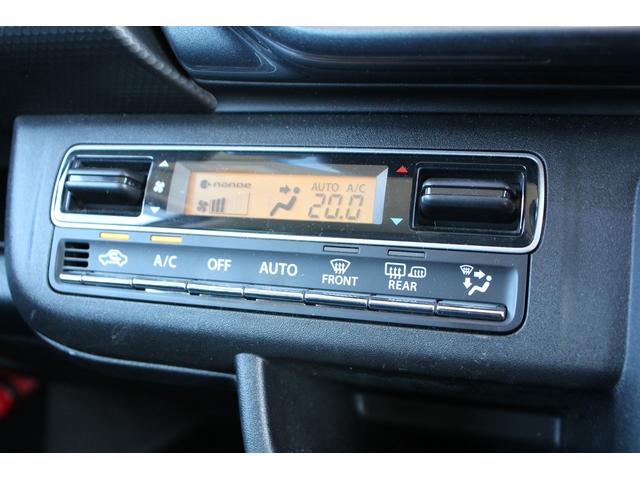 nanoe
AUTO A/C
20.0
A/C
OFF
AUTO
FRONT
REAR